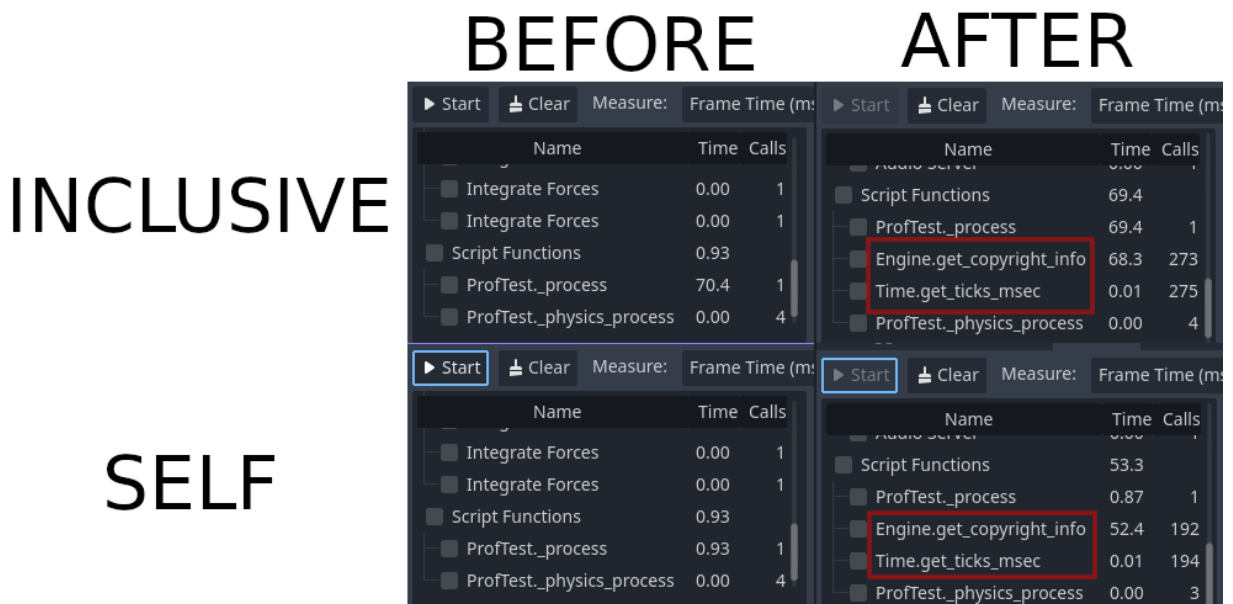 BEFORE
AFTER
INCLUSIVE
SELF
Start Clear Measure: Frame Time (ms
Name Time Calls
Integrate Forces 0.00 1
Integrate Forces 0.00 1
Script Functions 0.93
ProfTest._process 70.4 1
ProfTest._physics_process 0.00 4
Start Clear Measure: Frame Time (ms
Name Time Calls
Audio Server 0.00 1
Script Functions 69.4
ProfTest._process 69.4 1
Engine.get_copyright_info 68.3 273
Time.get_ticks_msec 0.01 275
ProfTest._physics_process 0.00 4
Start Clear Measure: Frame Time (ms
Name Time Calls
Integrate Forces 0.00 1
Integrate Forces 0.00 1
Script Functions 0.93
ProfTest._process 0.93 1
ProfTest._physics_process 0.00 4
Start Clear Measure: Frame Time (ms
Name Time Calls
Script Functions 53.3
ProfTest._process 0.87 1
Engine.get_copyright_info 52.4 192
Time.get_ticks_msec 0.01 194
ProfTest._physics_process 0.00 3